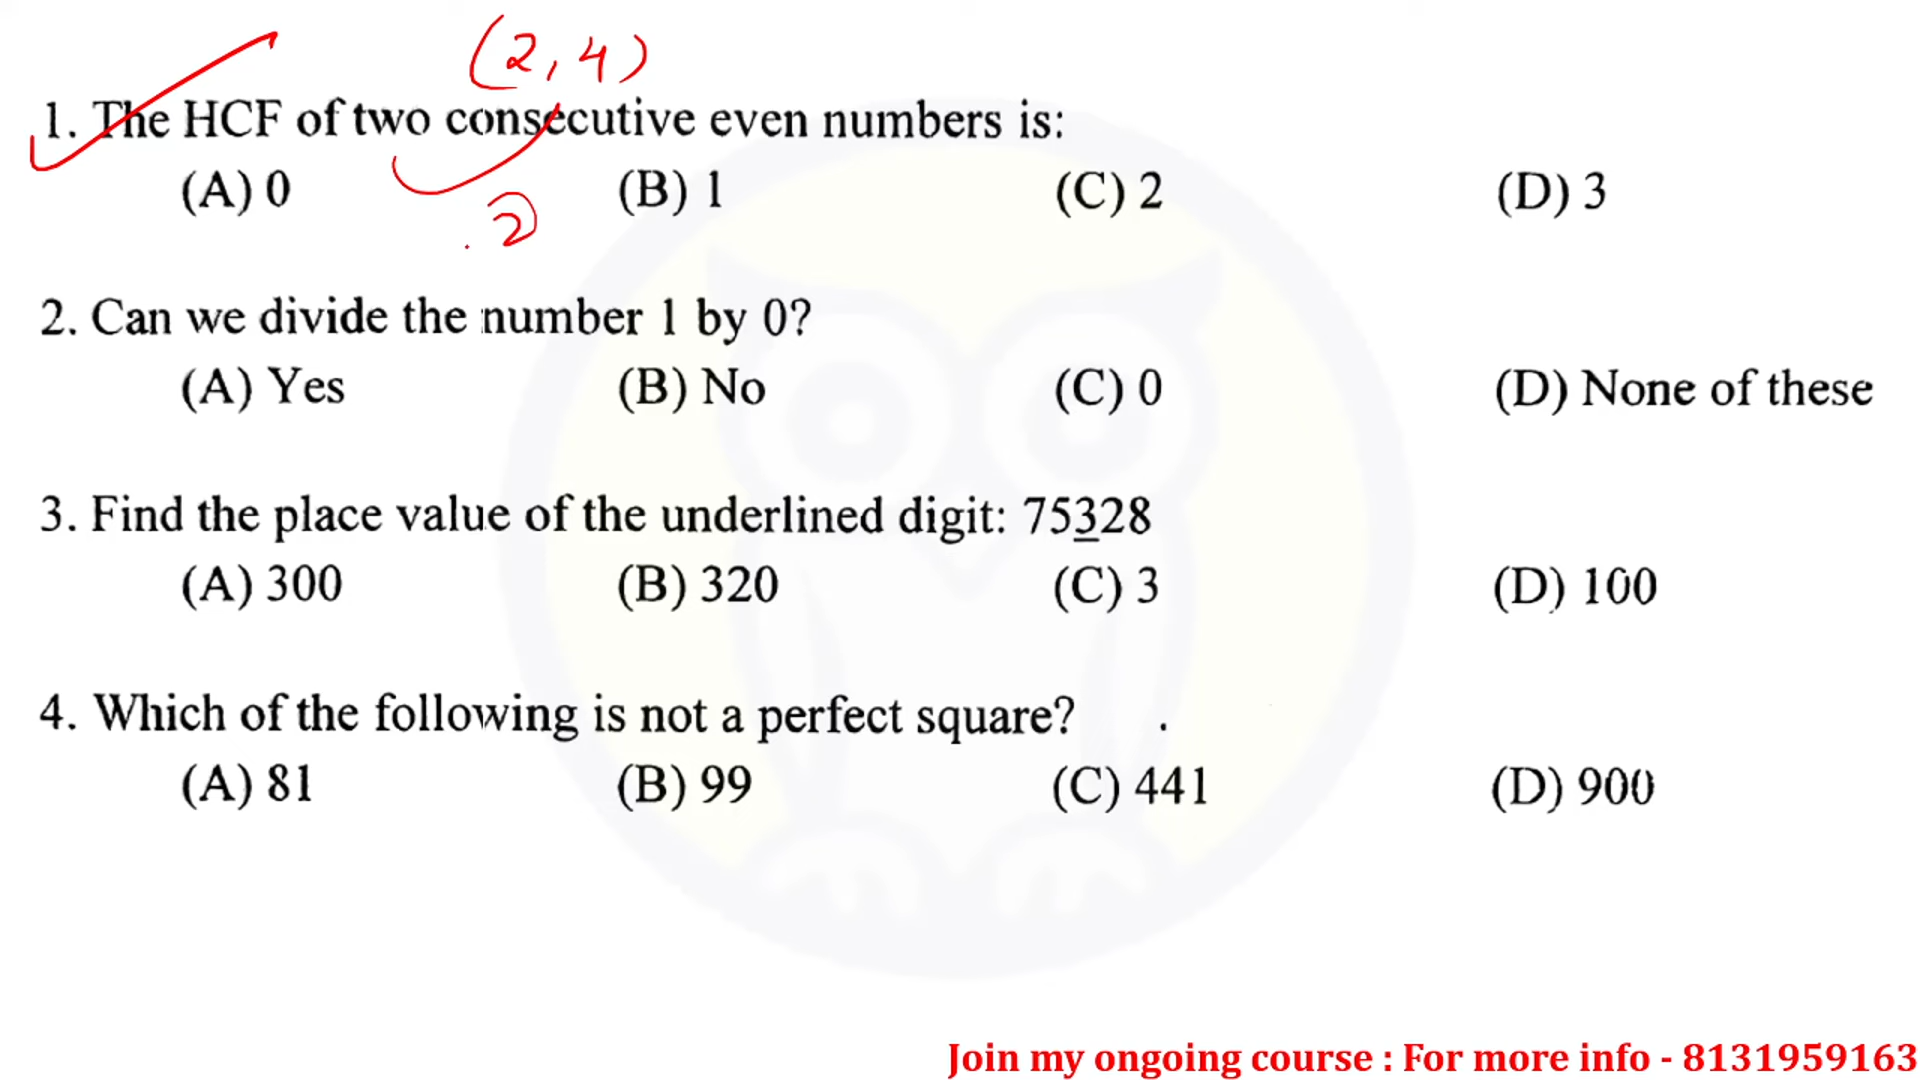 (2, 4)
1. The HCF of two consecutive even numbers is:
(A) 0 (B) 1 (C) 2 (D) 3
2
2. Can we divide the number 1 by 0?
(A) Yes (B) No (C) 0 (D) None of these
3. Find the place value of the underlined digit: 75328
(A) 300 (B) 320 (C) 3 (D) 100
4. Which of the following is not a perfect square?
(A) 81 (B) 99 (C) 441 (D) 900
Join my ongoing course : For more info - 8131959163